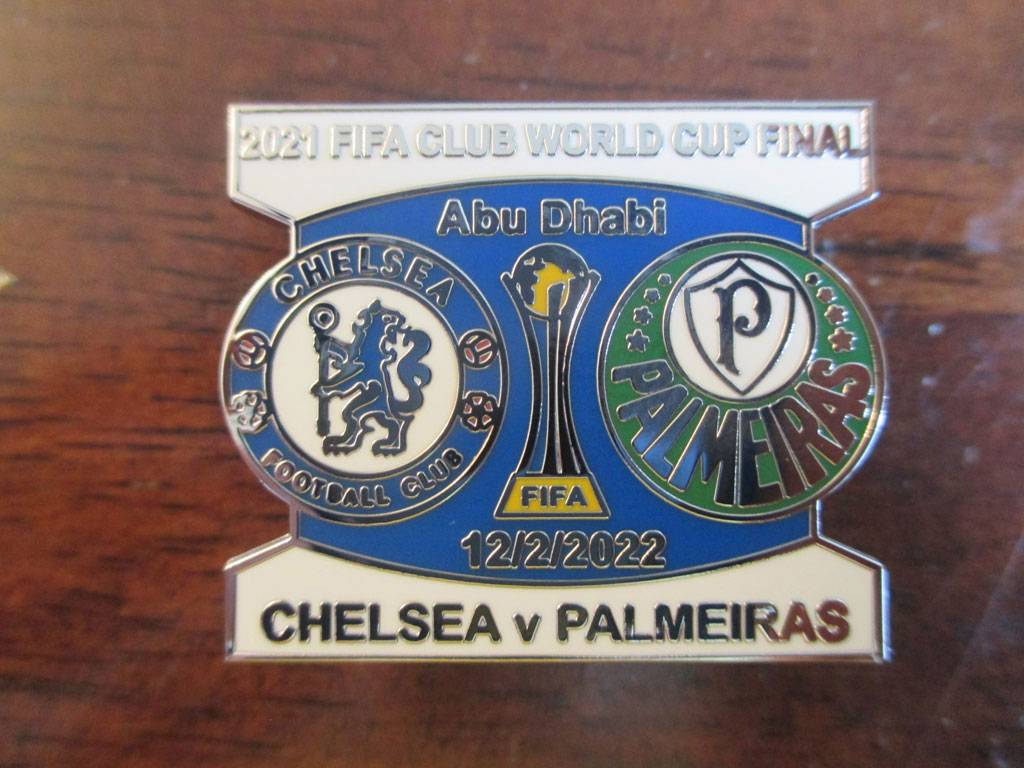 2021 FIFA CLUB WORLD CUP FINAL
Abu Dhabi
CHELSEA
FOOTBALL CLUB
FIFA
P
PALMEIRAS
12/2/2022
CHELSEA v PALMEIRAS